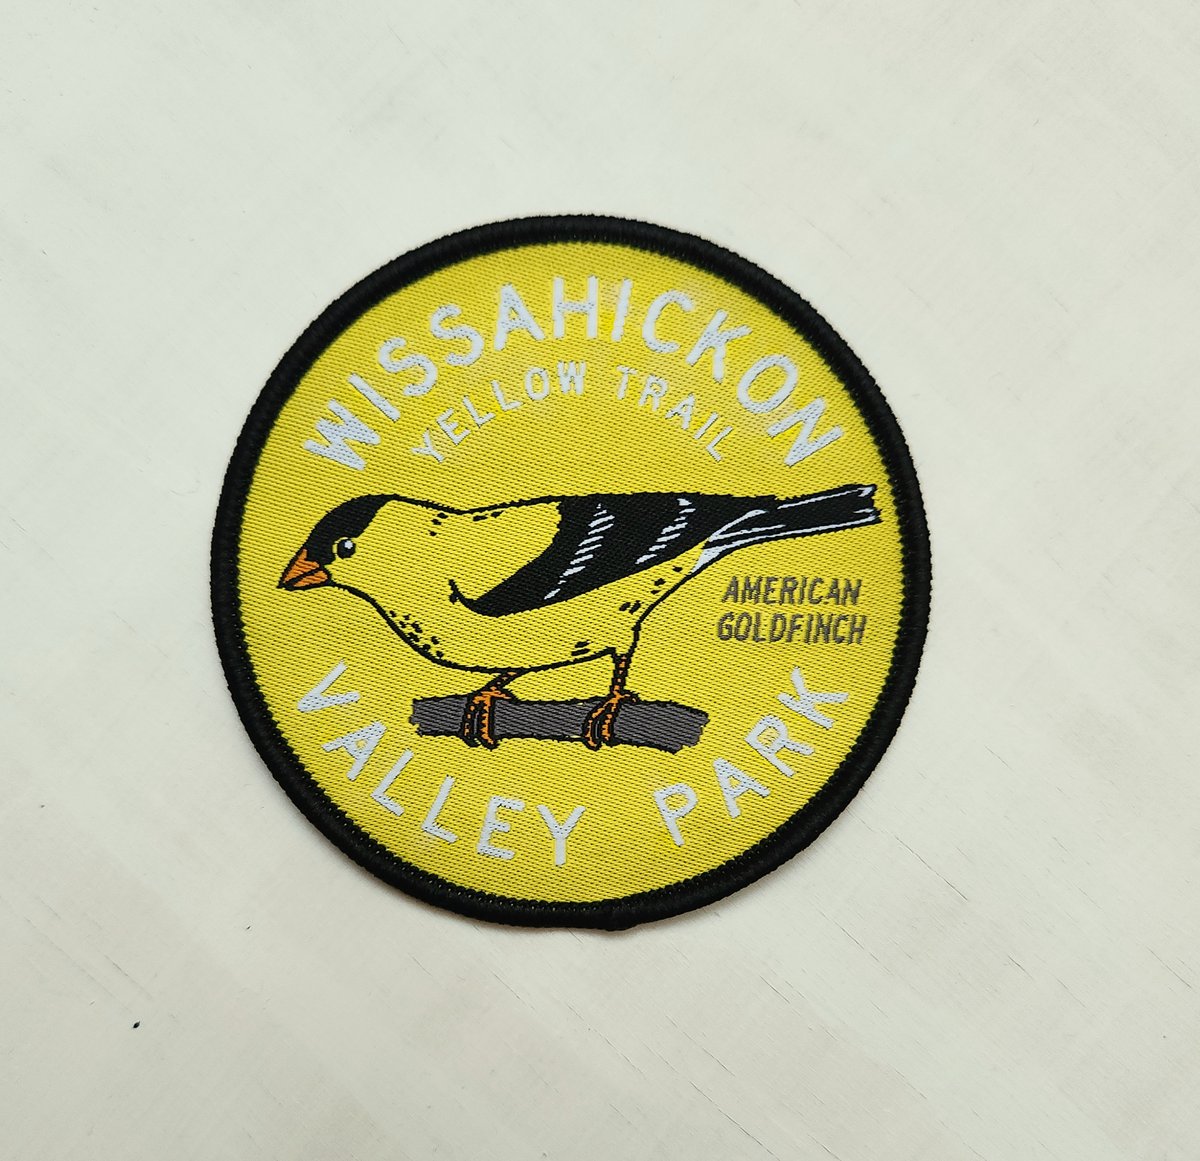 WISSAHICKON
YELLOW TRAIL
AMERICAN
GOLDFINCH
VALLEY PARK